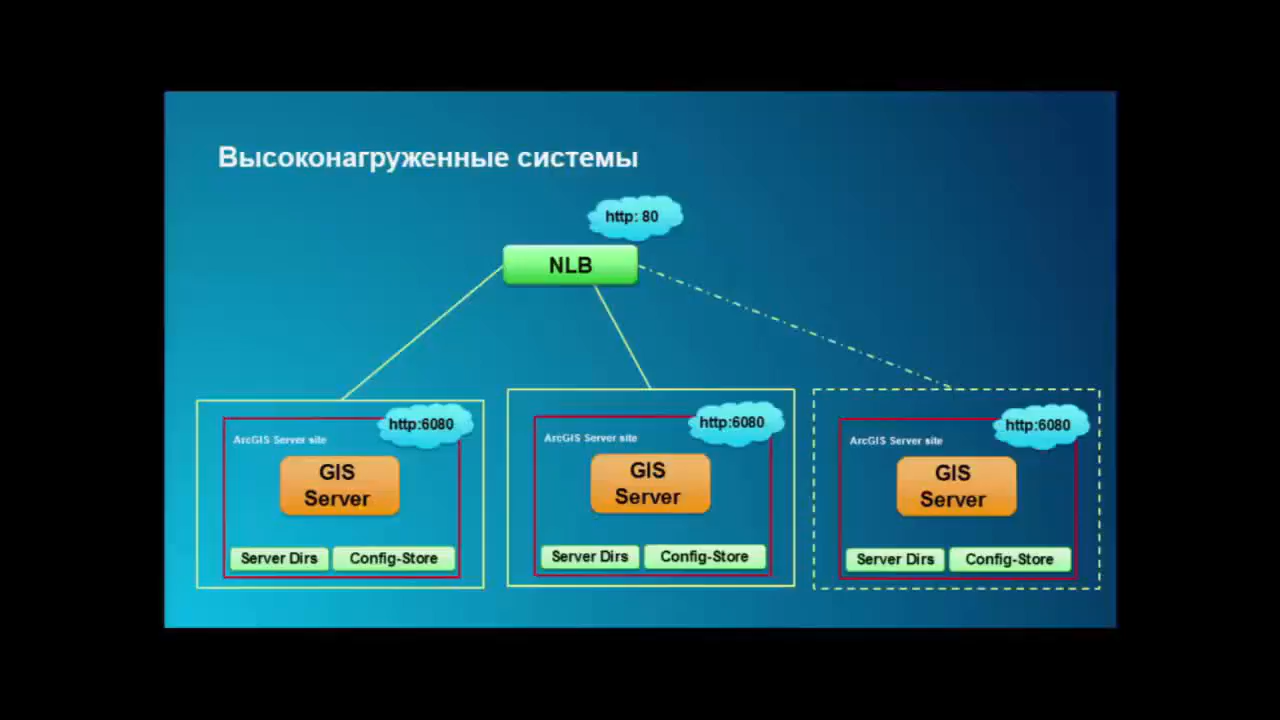 Высоконагруженные системы
http: 80
NLB
http:6080
ArcGIS Server site
GIS
Server
Server Dirs
Config-Store
http:6080
ArcGIS Server site
GIS
Server
Server Dirs
Config-Store
http:6080
ArcGIS Server site
GIS
Server
Server Dirs
Config-Store